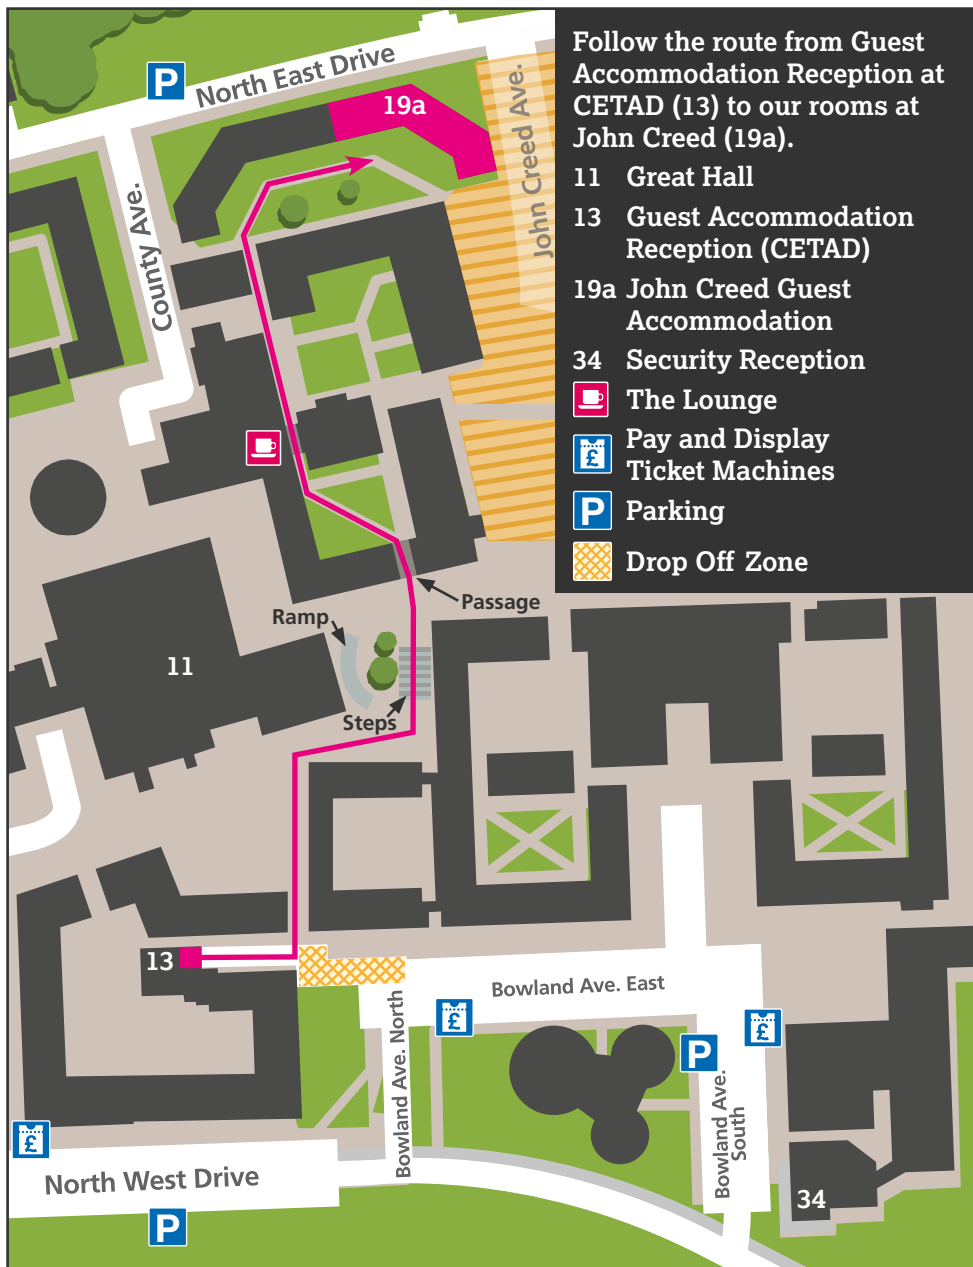 Follow the route from Guest
Accommodation Reception at
CETAD (13) to our rooms at
John Creed (19a).
11 Great Hall
13 Guest Accommodation
Reception (CETAD)
19a John Creed Guest
Accommodation
34 Security Reception
The Lounge
£ Pay and Display
Ticket Machines
P Parking
Drop Off Zone
P
North East Drive
19a
John Creed Ave.
County Ave.
Passage
Ramp
11
Steps
13
Bowland Ave. East
£
£
P
Bowland Ave. North
Bowland Ave.
South
£
North West Drive
34
P